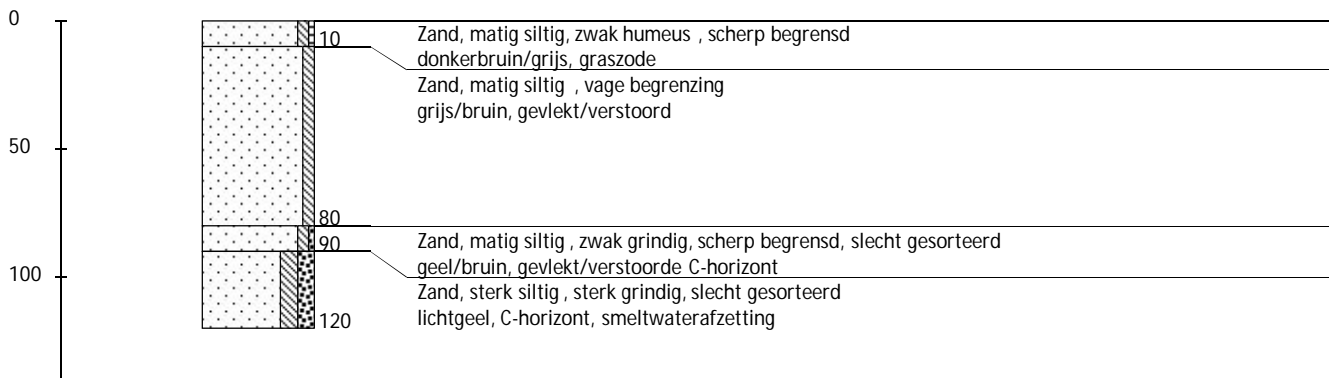 0
10
Zand, matig siltig, zwak humeus , scherp begrensd
donkerbruin/grijs, graszode
Zand, matig siltig , vage begrenzing
grijs/bruin, gevlekt/verstoord
50
80
Zand, matig siltig , zwak grindig, scherp begrensd, slecht gesorteerd
90
geel/bruin, gevlekt/verstoorde C-horizont
100
Zand, sterk siltig , sterk grindig, slecht gesorteerd
lichtgeel, C-horizont, smeltwaterafzetting
120